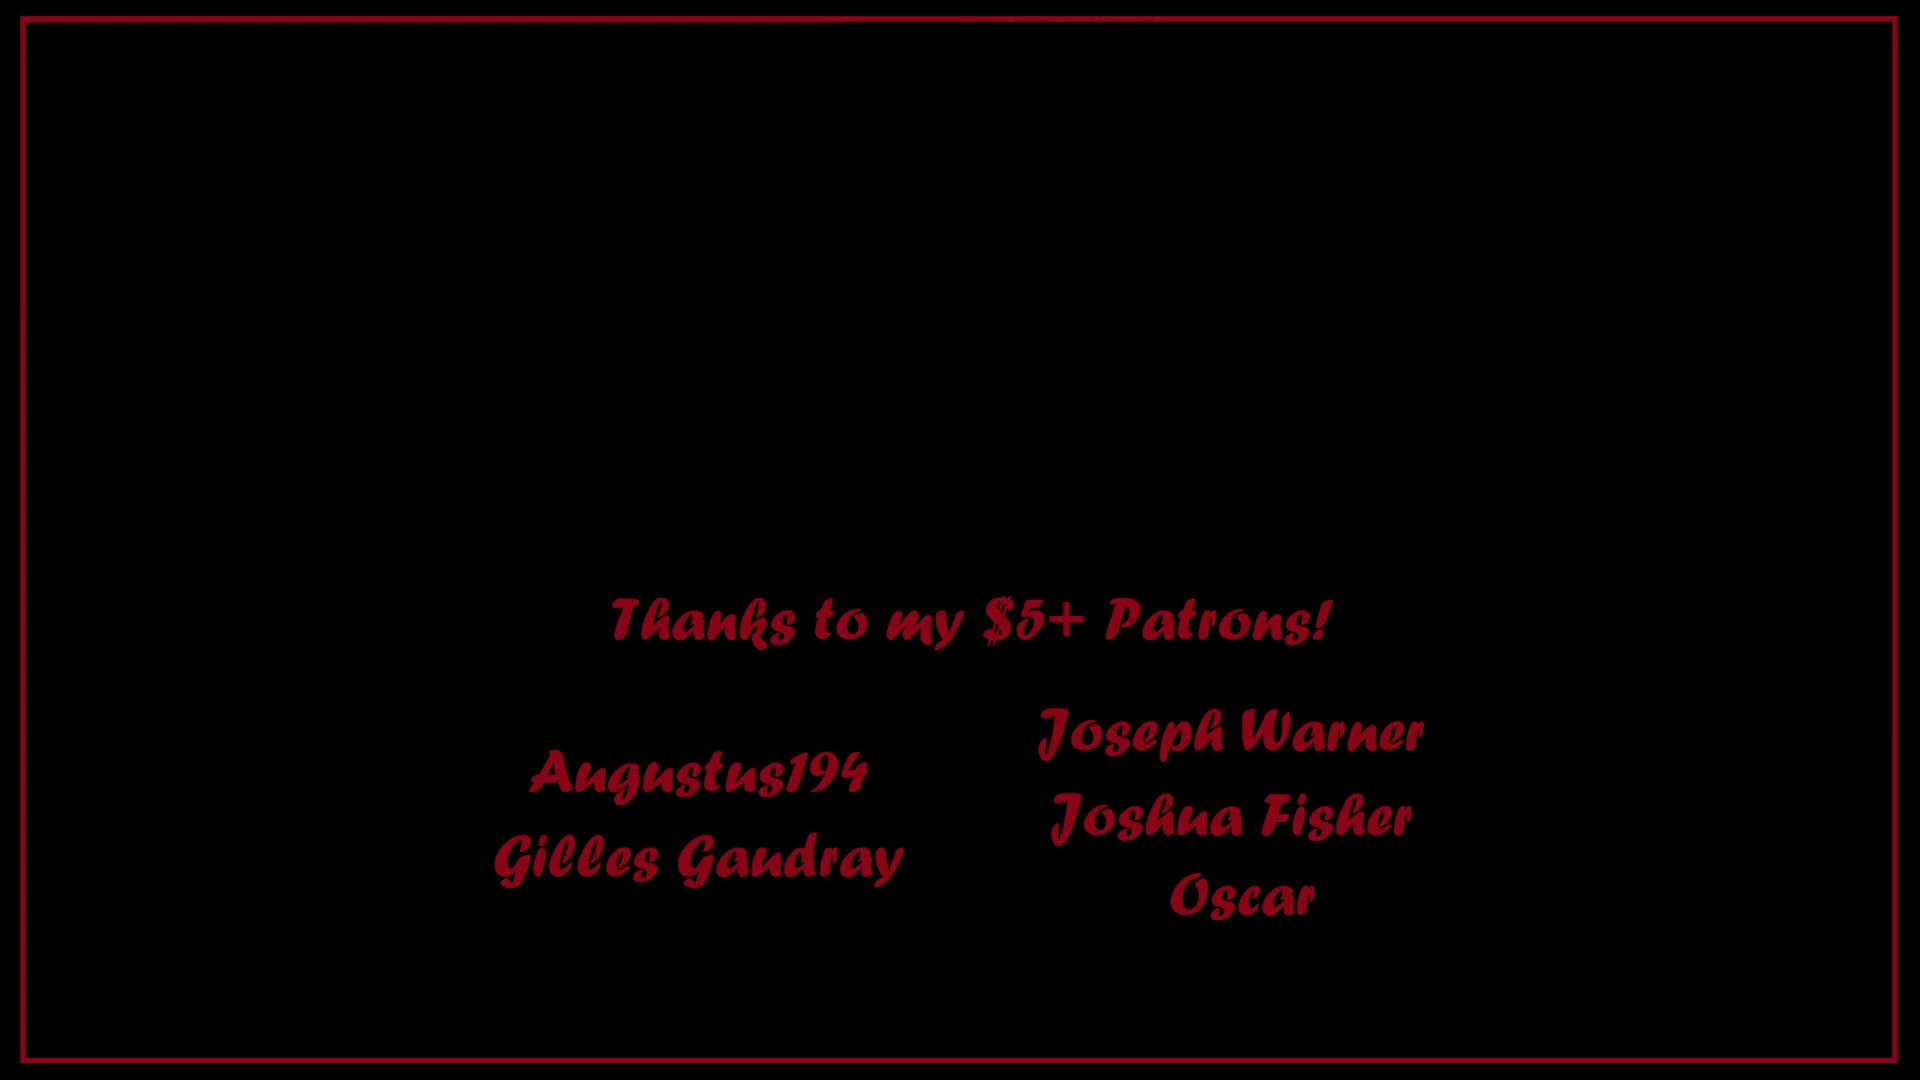 Thanks to my $5+ Patrons!
Augustus194
Gilles Gaudray
Joseph Warner
Joshua Fisher
Oscar